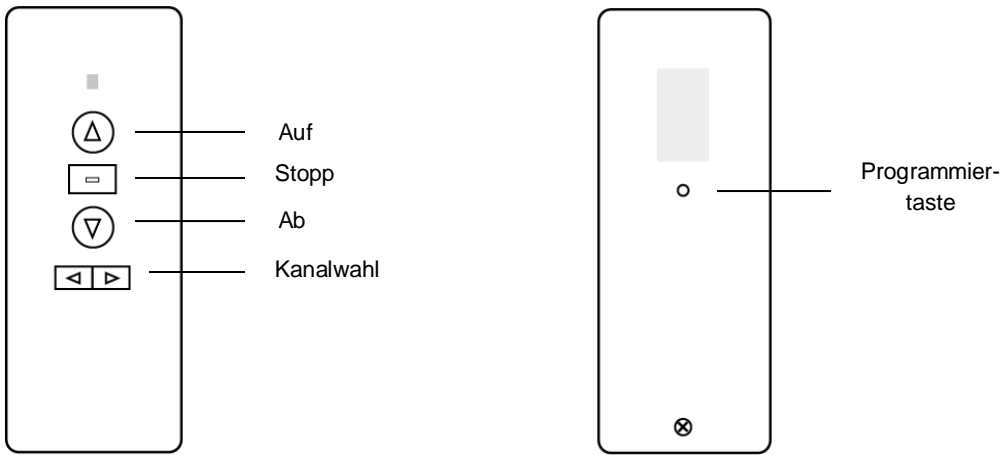 Auf
Stopp
Ab
Kanalwahl
Programmier-
taste